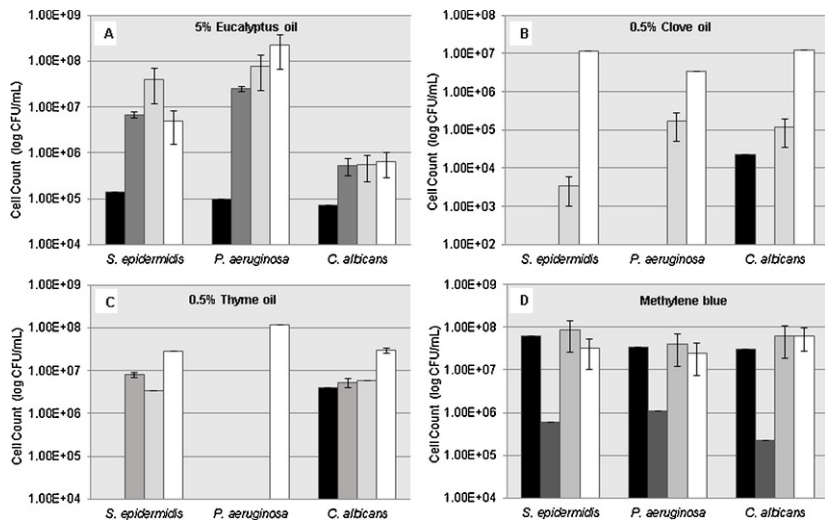 A
5% Eucalyptus oil
Cell Count (log CFU/mL)
1.00E+09
1.00E+08
1.00E+07
1.00E+06
1.00E+05
1.00E+04
S. epidermidis P. aeruginosa C. albicans
B
0.5% Clove oil
Cell Count (log CFU/mL)
1.00E+08
1.00E+07
1.00E+06
1.00E+05
1.00E+04
1.00E+03
1.00E+02
S. epidermidis P. aeruginosa C. albicans
C
0.5% Thyme oil
Cell Count (log CFU/mL)
1.00E+09
1.00E+08
1.00E+07
1.00E+06
1.00E+05
1.00E+04
S. epidermidis P. aeruginosa C. albicans
D
Methylene blue
Cell Count (log CFU/mL)
1.00E+09
1.00E+08
1.00E+07
1.00E+06
1.00E+05
1.00E+04
S. epidermidis P. aeruginosa C. albicans